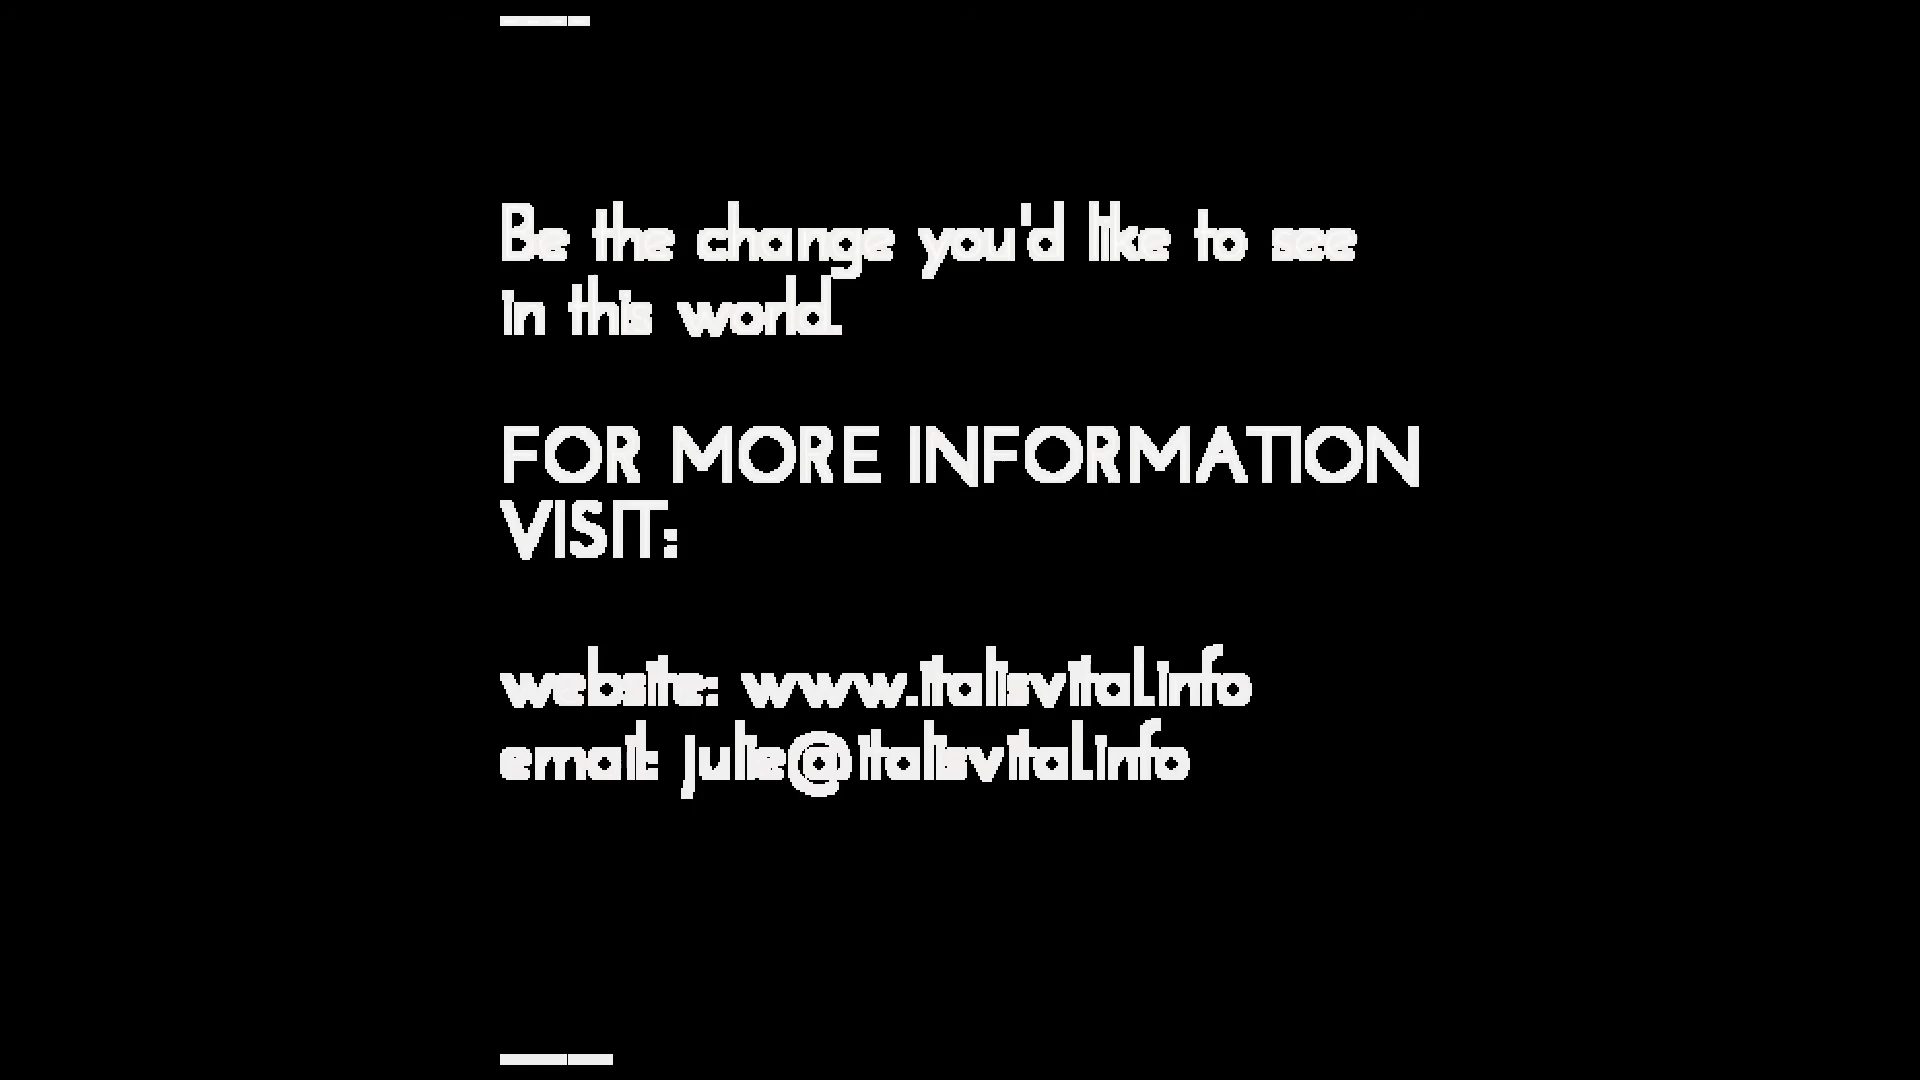 Be the change you'd like to see
in this world.
FOR MORE INFORMATION
VISIT:
website: www.italisvital.info
email: julie@italisvital.info